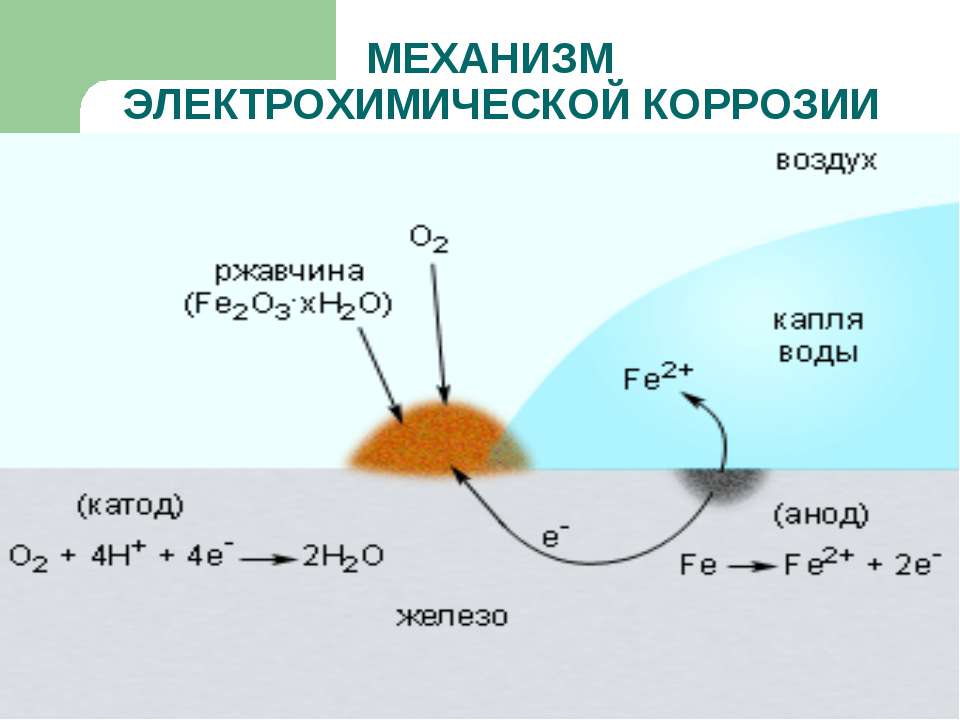 МЕХАНИЗМ
ЭЛЕКТРОХИМИЧЕСКОЙ КОРРОЗИИ
воздух
O₂
ржавчина
(Fe₂O₃·xH₂O)
капля
воды
Fe²⁺
(катод)
O₂ + 4H⁺ + 4e⁻ → 2H₂O
e⁻
(анод)
Fe → Fe²⁺ + 2e⁻
железо